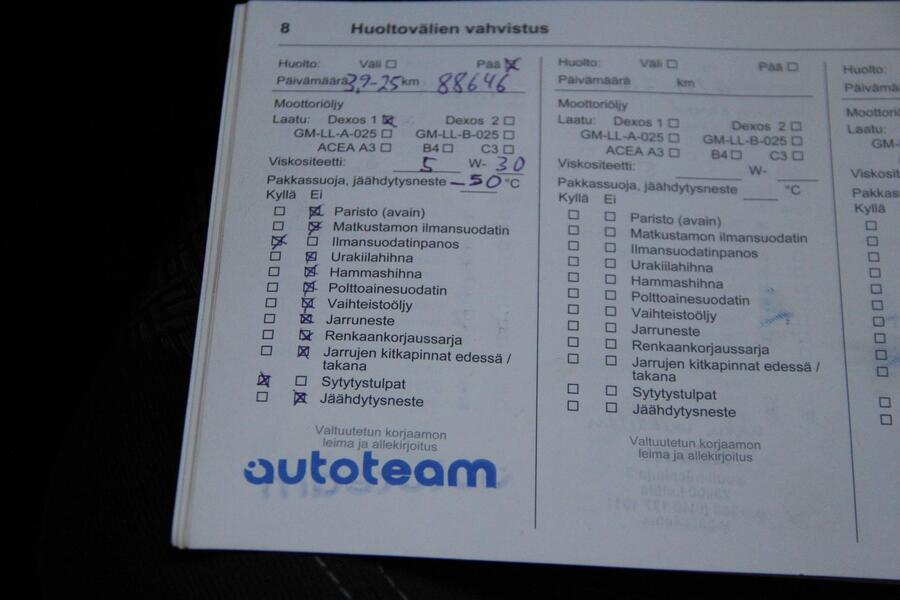 8 Huoltovälien vahvistus
Huolto: Väli ☐ Pää ☒
Päivämäärä 3.9-25 km 88646
Moottoriöljy
Laatu: Dexos 1 ☒ Dexos 2 ☐
GM-LL-A-025 ☐ GM-LL-B-025 ☐
ACEA A3 ☐ B4 ☐ C3 ☐
Viskositeetti: 5 W- 30
Pakkassuoja, jäähdytysneste -50 °C
Kyllä Ei
☐ ☒ Paristo (avain)
☐ ☒ Matkustamon ilmansuodatin
☒ ☐ Ilmansuodatinpanos
☐ ☒ Urakiilahihna
☐ ☒ Hammashihna
☐ ☒ Polttoainesuodatin
☐ ☒ Vaihteistoöljy
☐ ☒ Jarruneste
☐ ☒ Renkaankorjaussarja
☐ ☒ Jarrujen kitkapinnat edessä /
takana
☒ ☐ Sytytystulpat
☐ ☒ Jäähdytysneste
Valtuutetun korjaamon
leima ja allekirjoitus
autoteam
Huolto: Väli ☐ Pää ☐
Päivämäärä km
Moottoriöljy
Laatu: Dexos 1 ☐ Dexos 2 ☐
GM-LL-A-025 ☐ GM-LL-B-025 ☐
ACEA A3 ☐ B4 ☐ C3 ☐
Viskositeetti: W-
Pakkassuoja, jäähdytysneste °C
Kyllä Ei
☐ ☐ Paristo (avain)
☐ ☐ Matkustamon ilmansuodatin
☐ ☐ Ilmansuodatinpanos
☐ ☐ Urakiilahihna
☐ ☐ Hammashihna
☐ ☐ Polttoainesuodatin
☐ ☐ Vaihteistoöljy
☐ ☐ Jarruneste
☐ ☐ Renkaankorjaussarja
☐ ☐ Jarrujen kitkapinnat edessä /
takana
☐ ☐ Sytytystulpat
☐ ☐ Jäähdytysneste
Valtuutetun korjaamon
leima ja allekirjoitus
Huolto:
Laatu:
GM-
Kyllä